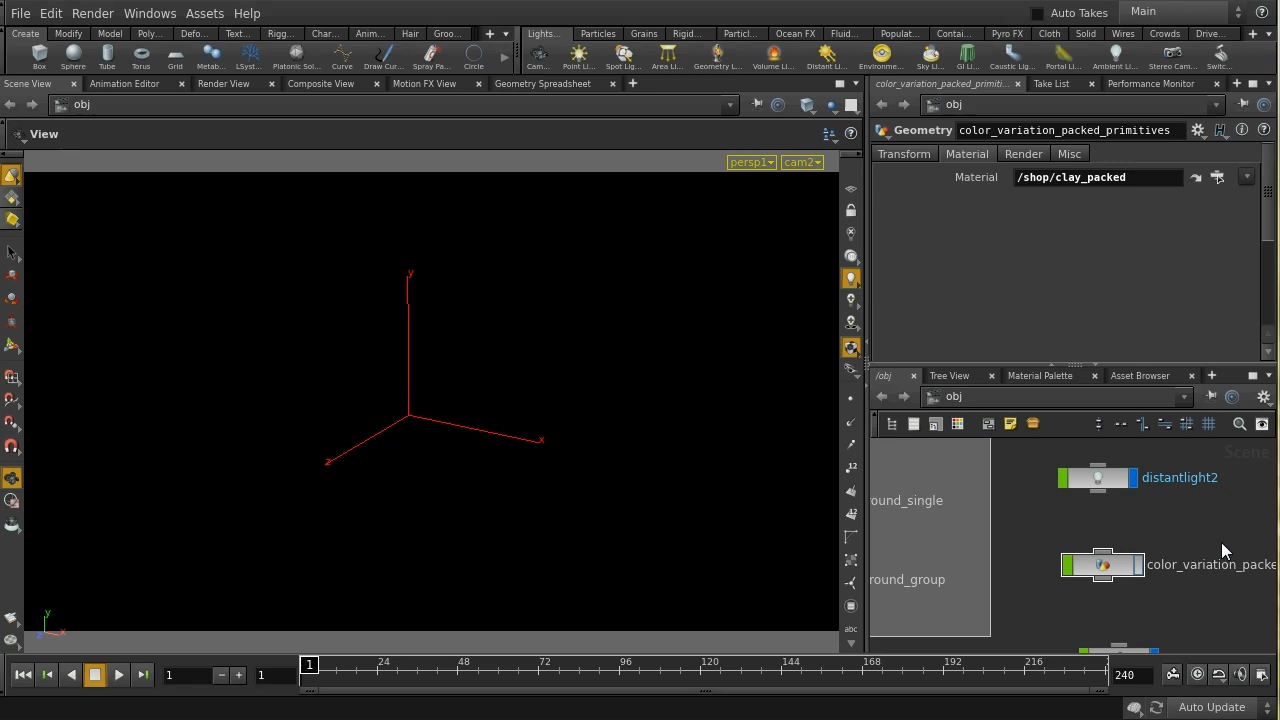 File Edit Render Windows Assets Help
Auto Takes Main
Create Modify Model Poly... Defo... Text... Rigg... Char... Anim... Hair Groo...
Lights... Particles Grains Rigid... Particl... Ocean FX Fluid... Populat... Contai... Pyro FX Cloth Solid Wires Crowds Drive...
Box Sphere Tube Torus Grid Metab... LSyst... Platonic Sol... Curve Draw Cur... Spray Pa... Circle
Cam... Point Li... Spot Lig... Area Li... Geometry L... Volume Li... Distant Li... Environme... Sky Li... GI Li... Caustic Lig... Portal Li... Ambient Li... Stereo Cam... Switc...
Scene View Animation Editor Render View Composite View Motion FX View Geometry Spreadsheet
color_variation_packed_primiti... Take List Performance Monitor
obj
obj
View
Geometry color_variation_packed_primitives
Transform Material Render Misc
persp1 cam2
Material /shop/clay_packed
y
x
z
/obj Tree View Material Palette Asset Browser
obj
Scene
distantlight2
round_single
color_variation_packe
round_group
12
12
abc
y
z x
1 1
1 24 48 72 96 120 144 168 192 216
240
Auto Update